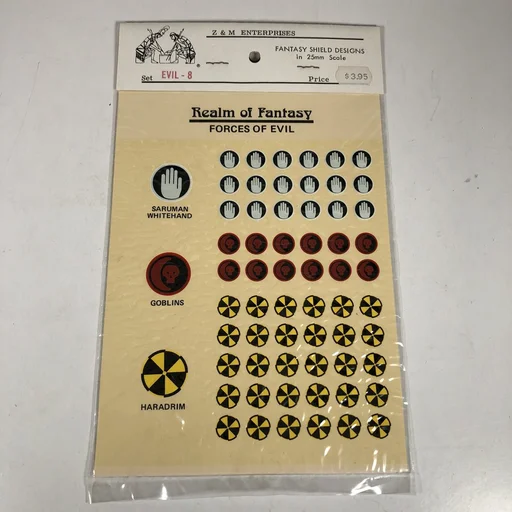 Z & M ENTERPRISES
FANTASY SHIELD DESIGNS
in 25mm Scale
Set EVIL - 8
Price $3.95
Realm of Fantasy
FORCES OF EVIL
SARUMAN
WHITEHAND
GOBLINS
HARADRIM